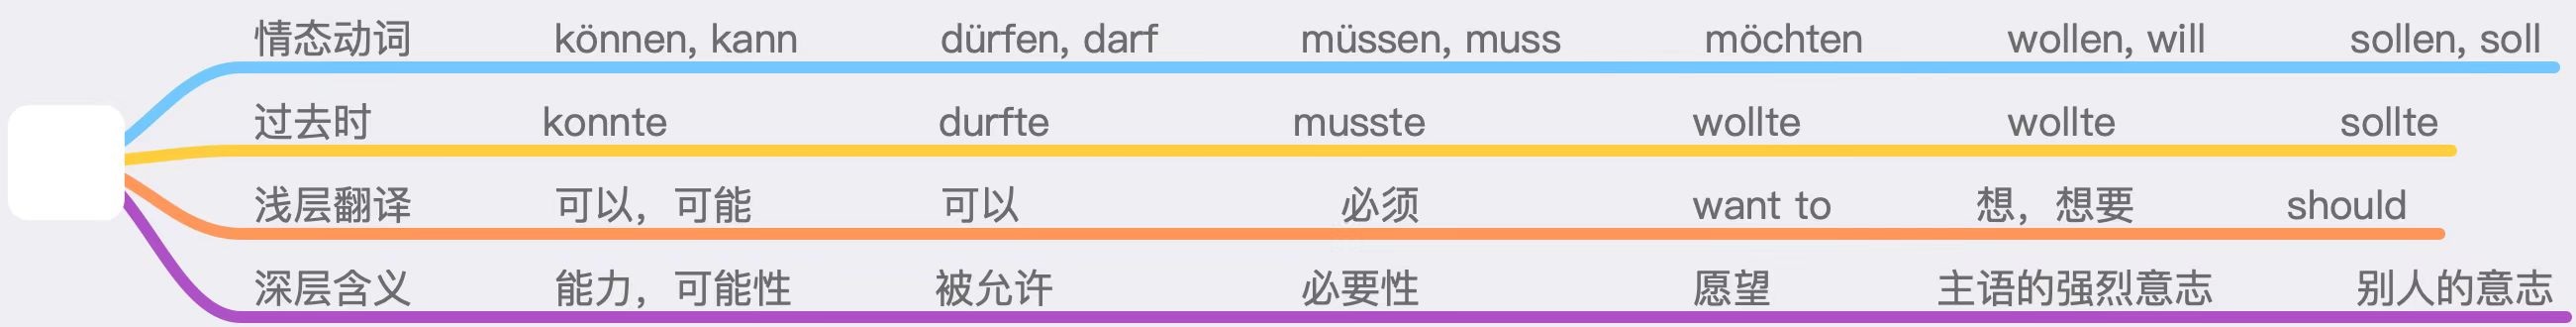 情态动词 können, kann dürfen, darf müssen, muss möchten wollen, will sollen, soll
过去时 konnte durfte musste wollte wollte sollte
浅层翻译 可以，可能 可以 必须 want to 想，想要 should
深层含义 能力，可能性 被允许 必要性 愿望 主语的强烈意志 别人的意志